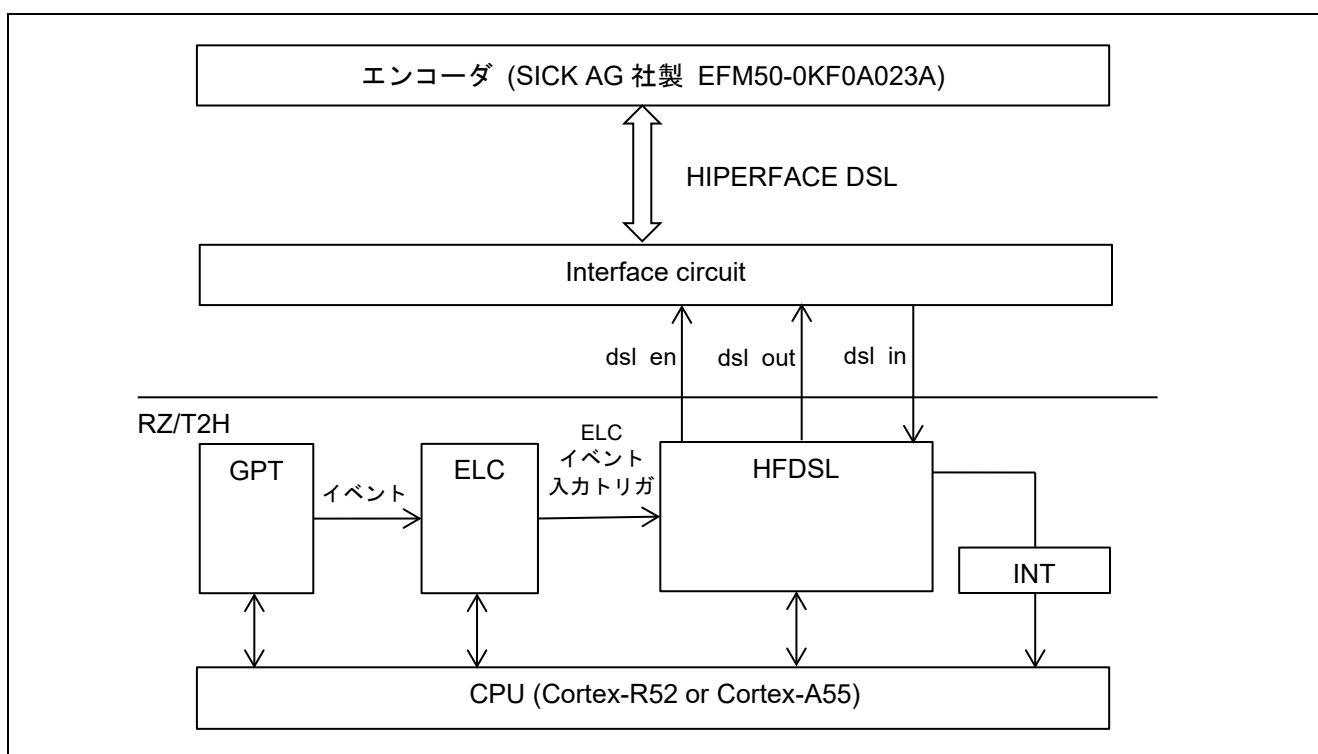 エンコーダ (SICK AG 社製 EFM50-0KF0A023A)
HIPERFACE DSL
Interface circuit
dsl en
dsl out
dsl in
RZ/T2H
GPT
イベント
ELC
ELC
イベント
入力トリガ
HFDSL
INT
CPU (Cortex-R52 or Cortex-A55)